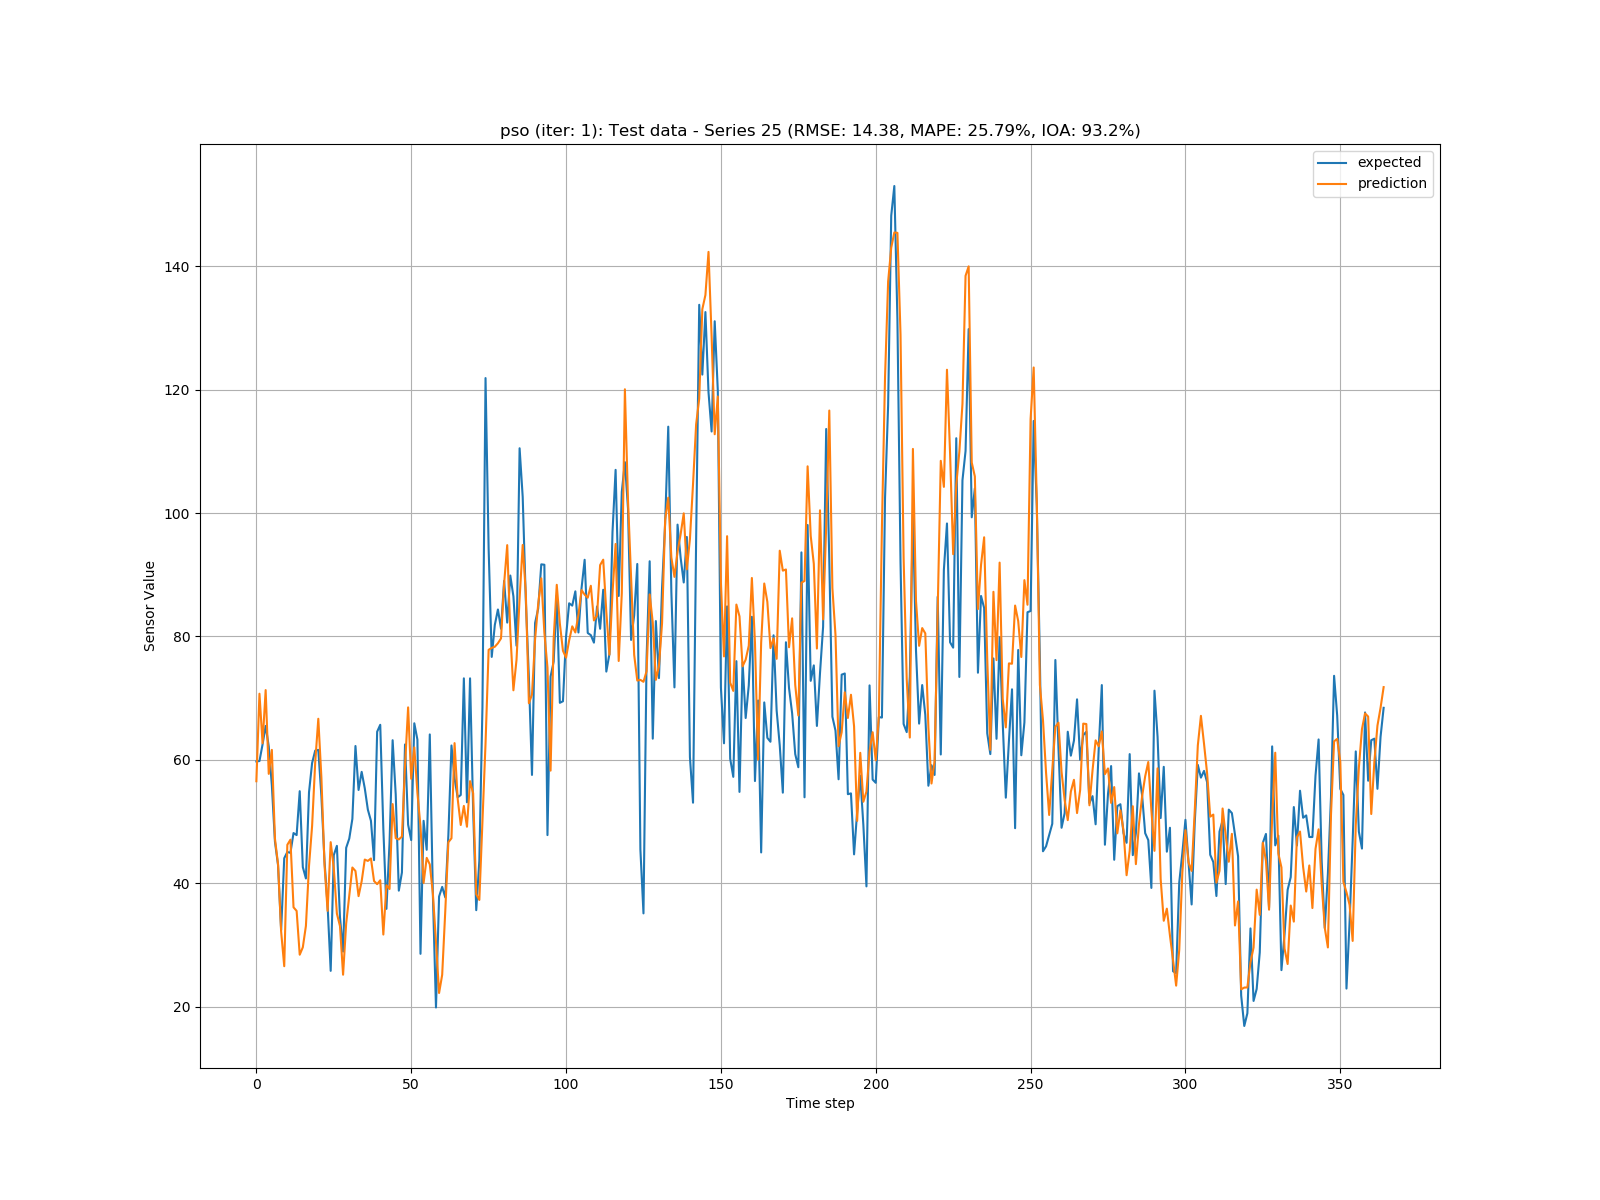 pso (iter: 1): Test data - Series 25 (RMSE: 14.38, MAPE: 25.79%, IOA: 93.2%)
expected
prediction
140
120
100
80
60
40
20
Sensor Value
0 50 100 150 200 250 300 350
Time step